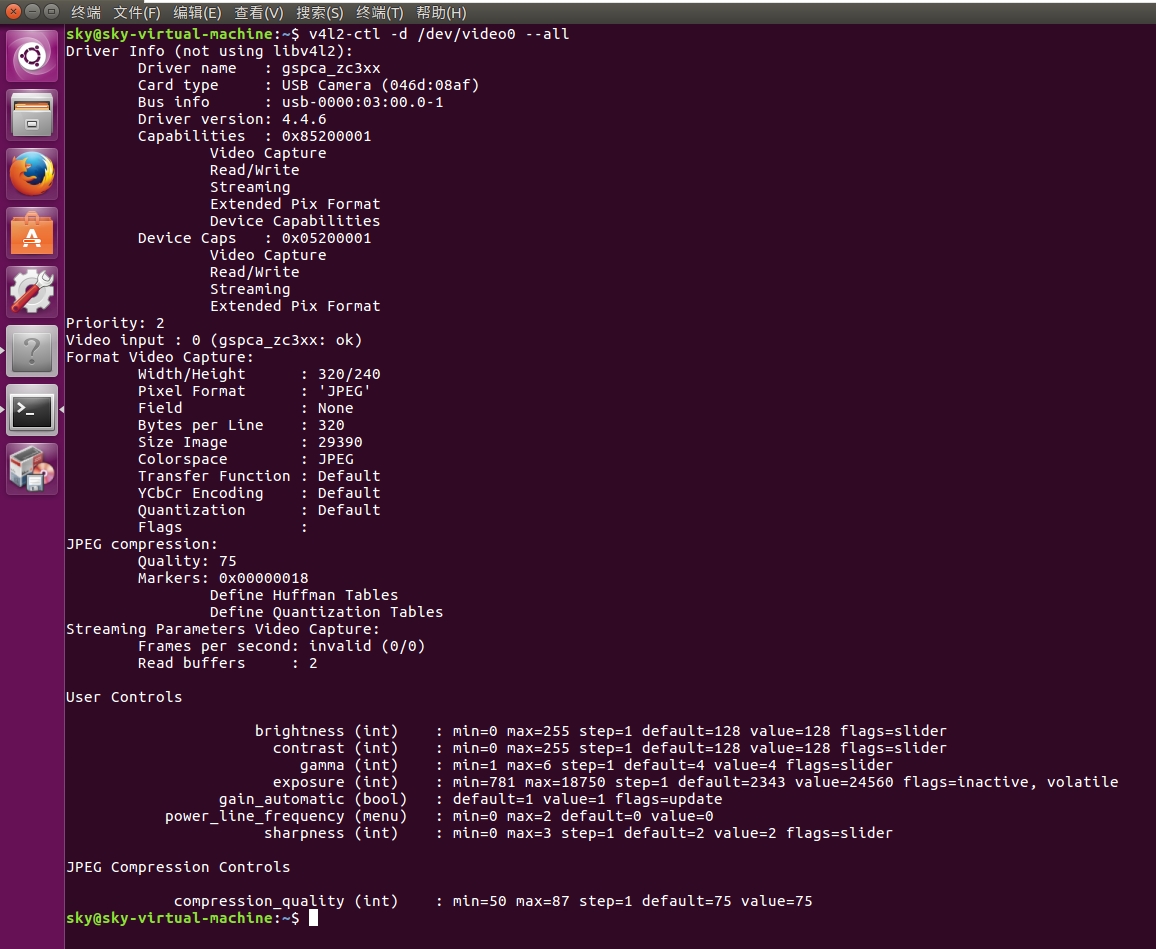 终端 文件(F) 编辑(E) 查看(V) 搜索(S) 终端(T) 帮助(H)
sky@sky-virtual-machine:~$ v4l2-ctl -d /dev/video0 --all
Driver Info (not using libv4l2):
Driver name : gspca_zc3xx
Card type : USB Camera (046d:08af)
Bus info : usb-0000:03:00.0-1
Driver version: 4.4.6
Capabilities : 0x85200001
Video Capture
Read/Write
Streaming
Extended Pix Format
Device Capabilities
Device Caps : 0x05200001
Video Capture
Read/Write
Streaming
Extended Pix Format
Priority: 2
Video input : 0 (gspca_zc3xx: ok)
Format Video Capture:
Width/Height : 320/240
Pixel Format : 'JPEG'
Field : None
Bytes per Line : 320
Size Image : 29390
Colorspace : JPEG
Transfer Function : Default
YCbCr Encoding : Default
Quantization : Default
Flags :
JPEG compression:
Quality: 75
Markers: 0x00000018
Define Huffman Tables
Define Quantization Tables
Streaming Parameters Video Capture:
Frames per second: invalid (0/0)
Read buffers : 2
User Controls
brightness (int) : min=0 max=255 step=1 default=128 value=128 flags=slider
contrast (int) : min=0 max=255 step=1 default=128 value=128 flags=slider
gamma (int) : min=1 max=6 step=1 default=4 value=4 flags=slider
exposure (int) : min=781 max=18750 step=1 default=2343 value=24560 flags=inactive, volatile
gain_automatic (bool) : default=1 value=1 flags=update
power_line_frequency (menu) : min=0 max=2 default=0 value=0
sharpness (int) : min=0 max=3 step=1 default=2 value=2 flags=slider
JPEG Compression Controls
compression_quality (int) : min=50 max=87 step=1 default=75 value=75
sky@sky-virtual-machine:~$